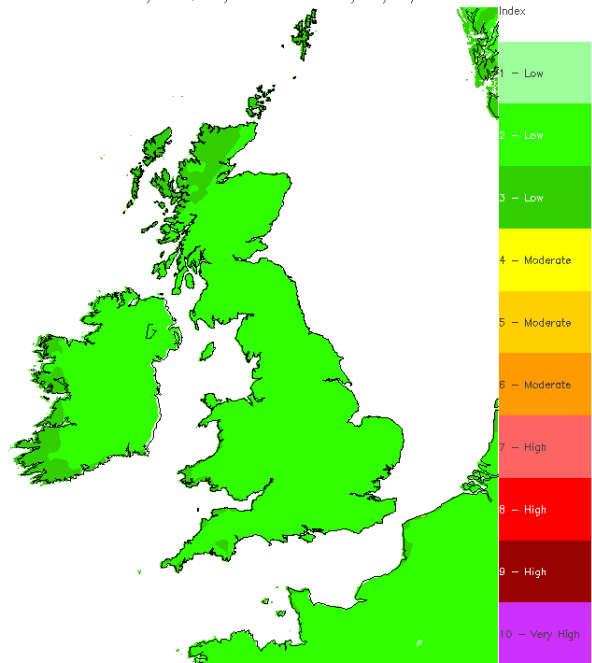 Index
1 - Low
2 - Low
3 - Low
4 - Moderate
5 - Moderate
6 - Moderate
7 - High
8 - High
9 - High
10 - Very High